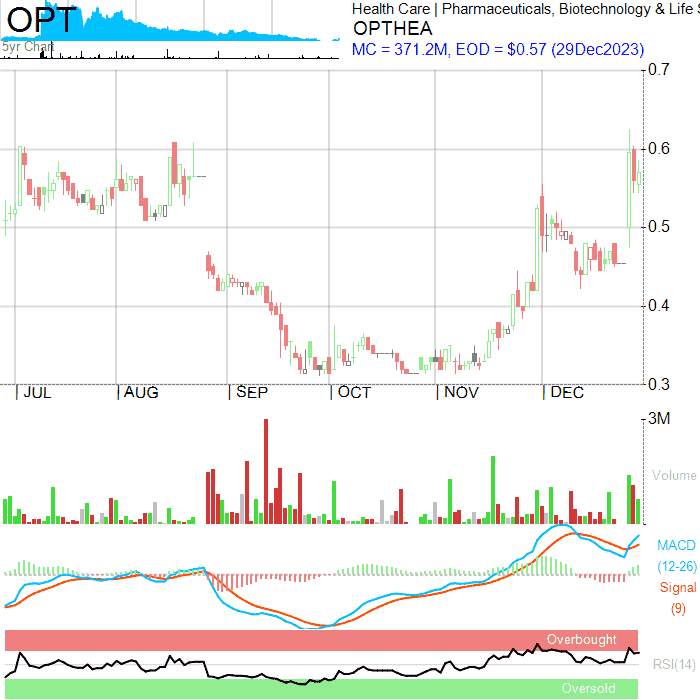 OPT
5yr Chart
Health Care | Pharmaceuticals, Biotechnology & Life S
OPTHEA
MC = 371.2M, EOD = $0.57 (29Dec2023)
0.7
0.6
0.5
0.4
0.3
JUL AUG SEP OCT NOV DEC
3M
Volume
MACD
(12-26)
Signal
(9)
Overbought
RSI(14)
Oversold